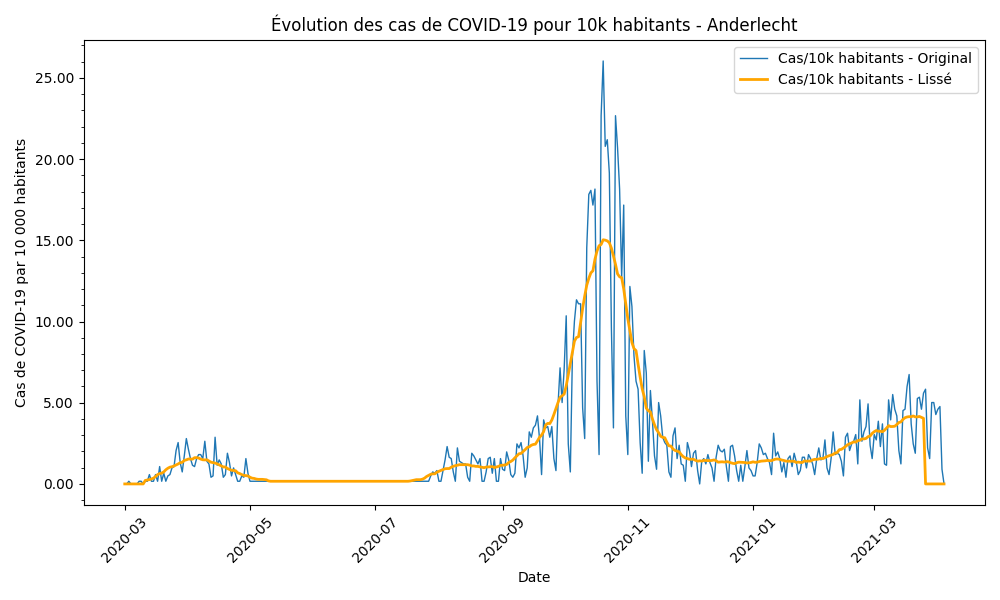 Évolution des cas de COVID-19 pour 10k habitants - Anderlecht
Cas/10k habitants - Original
Cas/10k habitants - Lissé
Cas de COVID-19 par 10 000 habitants
25.00
20.00
15.00
10.00
5.00
0.00
2020-03
2020-05
2020-07
2020-09
2020-11
2021-01
2021-03
Date